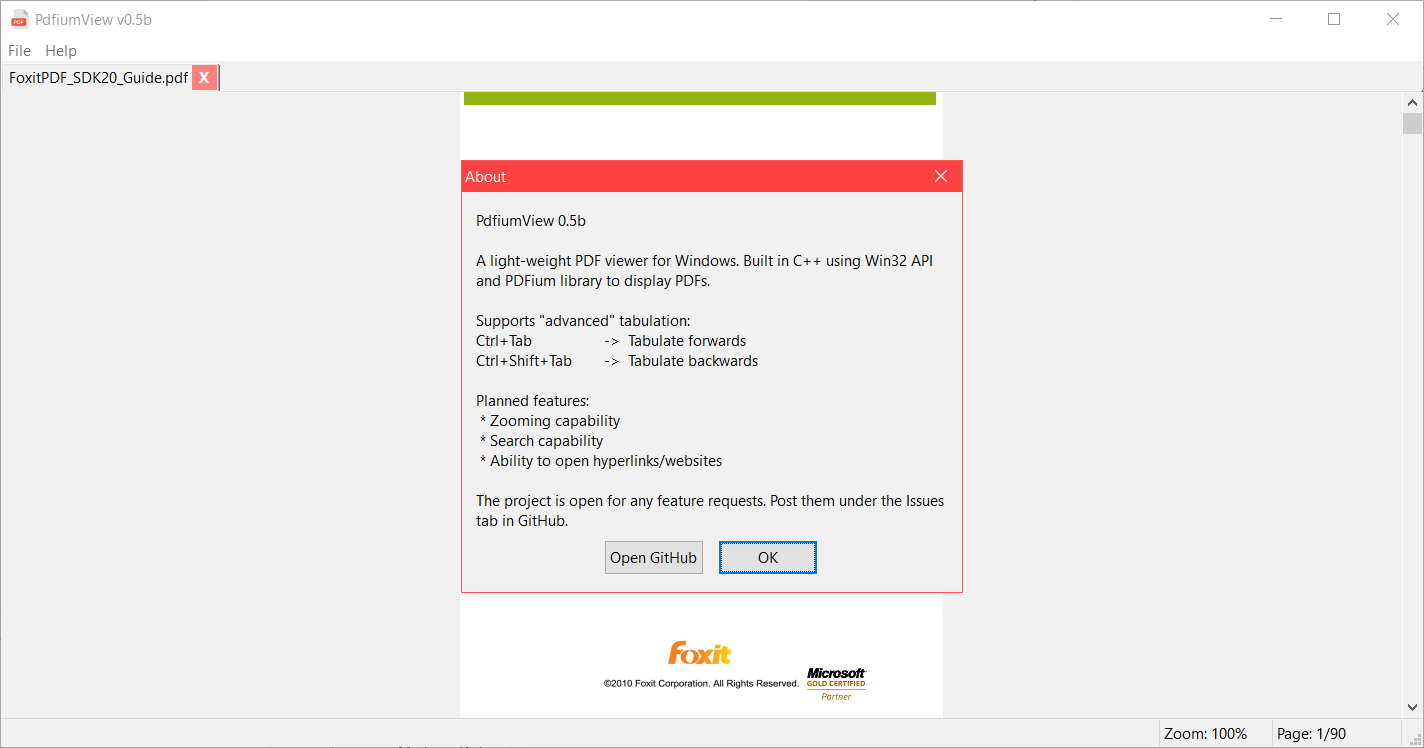 PdfiumView v0.5b
File Help
FoxitPDF_SDK20_Guide.pdf X
About
PdfiumView 0.5b
A light-weight PDF viewer for Windows. Built in C++ using Win32 API
and PDFium library to display PDFs.
Supports "advanced" tabulation:
Ctrl+Tab -> Tabulate forwards
Ctrl+Shift+Tab -> Tabulate backwards
Planned features:
* Zooming capability
* Search capability
* Ability to open hyperlinks/websites
The project is open for any feature requests. Post them under the Issues
tab in GitHub.
Open GitHub OK
Foxit
©2010 Foxit Corporation. All Rights Reserved.
Microsoft
GOLD CERTIFIED
Partner
Zoom: 100% Page: 1/90